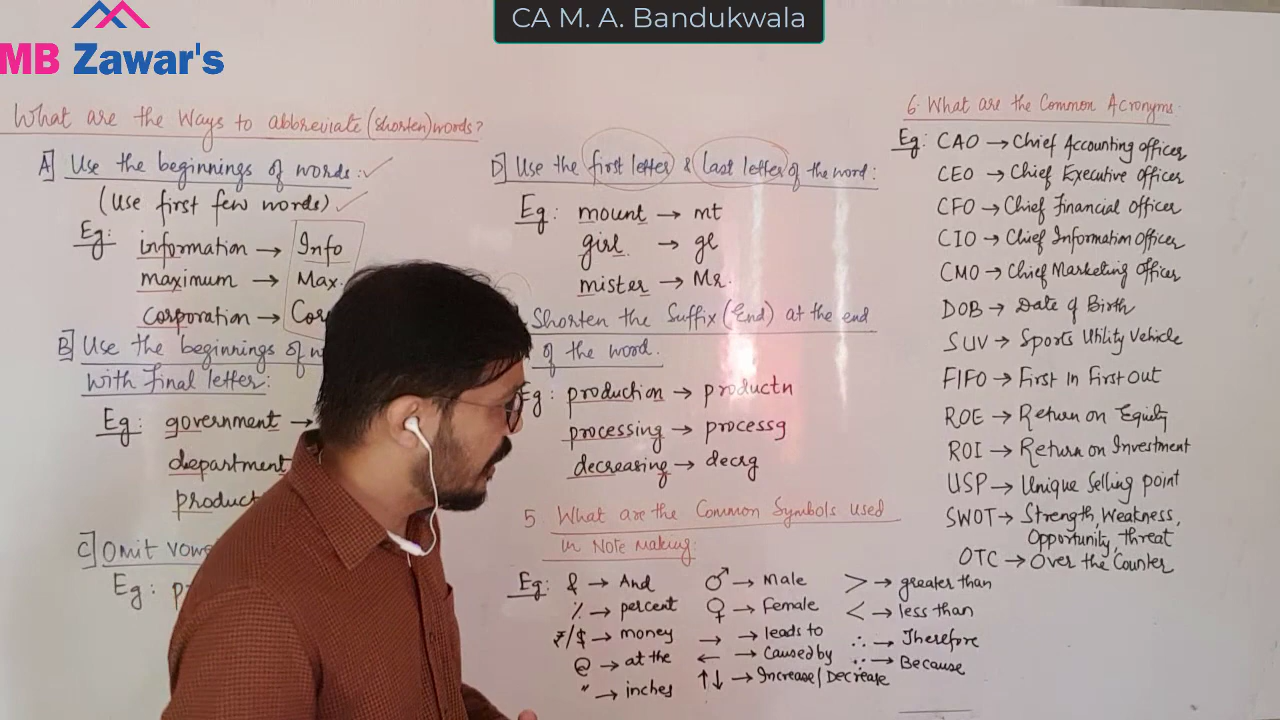 CA M. A. Bandukwala
MB Zawar's
What are the Ways to abbreviate (shorten) words?
A] Use the beginnings of words:
(Use first few words)
Eg: information → Info
maximum → Max.
corporation →
B] Use the beginnings of
with final letter:
Eg: government →
department
C] Omit
Eg:
D] Use the first letter & last letter of the word:
Eg: mount → mt
girl → gl
mister → Mr.
Shorten the Suffix (End) at the end
of the word.
Eg: production → productn
processing → processg
decreasing → decrg
5. What are the Common Symbols used
in Note Making:
Eg: & → And
% → percent
₹/$ → money
@ → at the
" → inches
♂ → Male
♀ → Female
→ → leads to
← → Caused by
↑↓ → Increase/Decrease
> → greater than
< → less than
∴ → Therefore
∵ → Because
6. What are the Common Acronyms
Eg: CAO → Chief Accounting officer
CEO → Chief Executive officer
CFO → Chief Financial officer
CIO → Chief Information officer
CMO → Chief Marketing officer
DOB → Date of Birth
SUV → Sports Utility Vehicle
FIFO → First In First Out
ROE → Return on Equity
ROI → Return on Investment
USP → Unique Selling point
SWOT → Strength, Weakness,
Opportunity, threat
OTC → Over the Counter